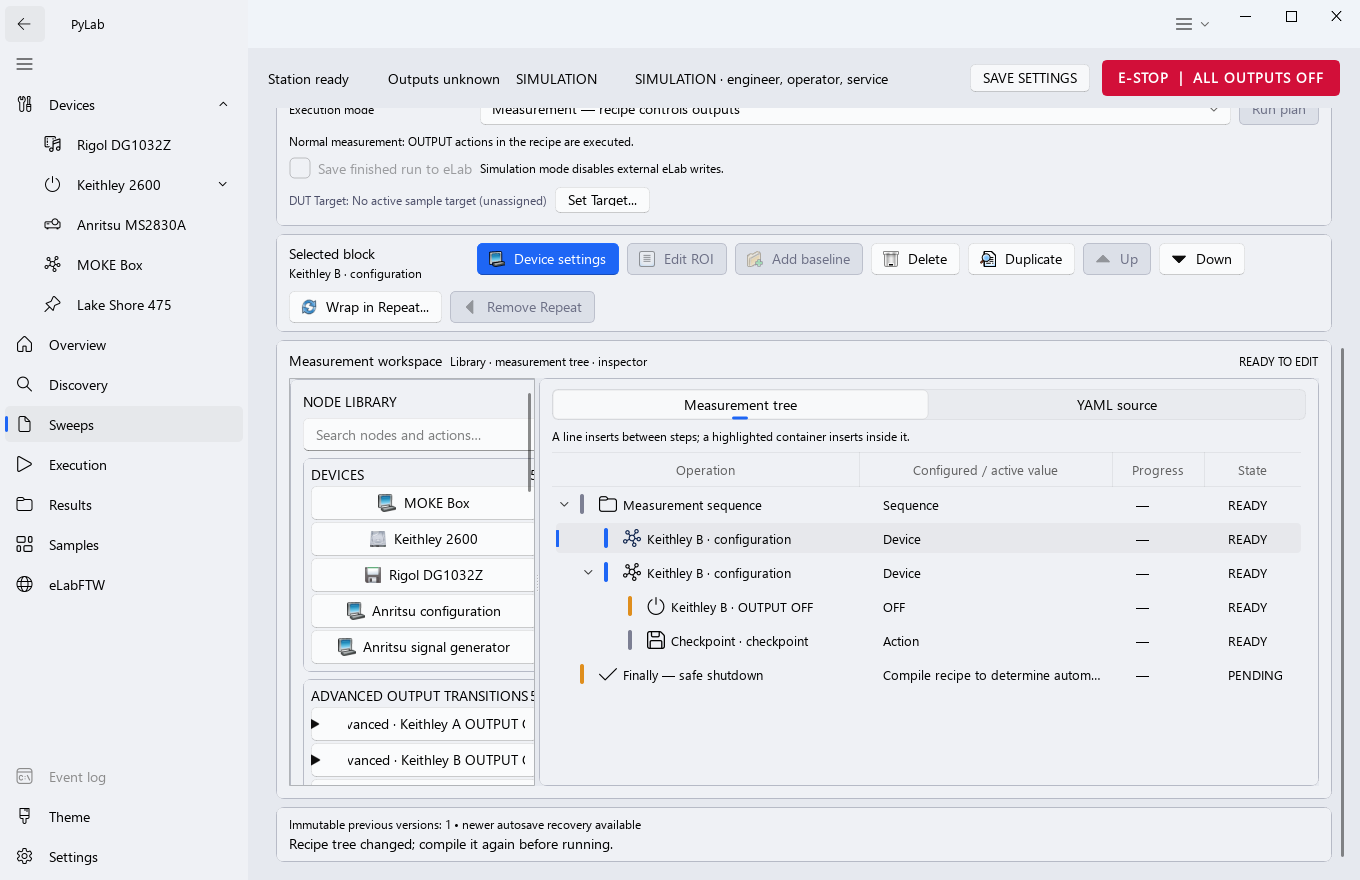 PyLab
Station ready
Outputs unknown
SIMULATION
SIMULATION · engineer, operator, service
SAVE SETTINGS
E-STOP | ALL OUTPUTS OFF
Devices
Rigol DG1032Z
Keithley 2600
Anritsu MS2830A
MOKE Box
Lake Shore 475
Overview
Discovery
Sweeps
Execution
Results
Samples
eLabFTW
Event log
Theme
Settings
Execution mode
Measurement — recipe controls outputs
Run plan
Normal measurement: OUTPUT actions in the recipe are executed.
Save finished run to eLab
Simulation mode disables external eLab writes.
DUT Target: No active sample target (unassigned)
Set Target...
Selected block
Keithley B · configuration
Device settings
Edit ROI
Add baseline
Delete
Duplicate
Up
Down
Wrap in Repeat...
Remove Repeat
Measurement workspace
Library · measurement tree · inspector
READY TO EDIT
NODE LIBRARY
Search nodes and actions...
DEVICES
MOKE Box
Keithley 2600
Rigol DG1032Z
Anritsu configuration
Anritsu signal generator
ADVANCED OUTPUT TRANSITIONS
· Keithley A OUTPUT
· Keithley B OUTPUT
Measurement tree
YAML source
A line inserts between steps; a highlighted container inserts inside it.
Operation Configured / active value Progress State
Measurement sequence Sequence — READY
Keithley B · configuration Device — READY
Keithley B · configuration Device — READY
Keithley B · OUTPUT OFF OFF — READY
Checkpoint · checkpoint Action — READY
Finally — safe shutdown Compile recipe to determine autom... — PENDING
Immutable previous versions: 1 • newer autosave recovery available
Recipe tree changed; compile it again before running.